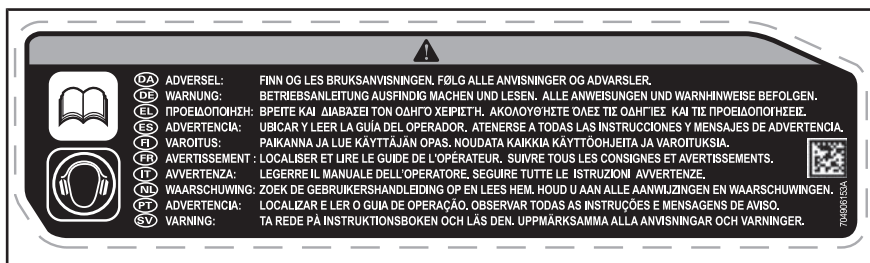 DA ADVERSEL: FINN OG LES BRUKSANVISNINGEN. FØLG ALLE ANVISNINGER OG ADVARSLER.
DE WARNUNG: BETRIEBSANLEITUNG AUSFINDIG MACHEN UND LESEN. ALLE ANWEISUNGEN UND WARNHINWEISE BEFOLGEN.
EL ΠΡΟΕΙΔΟΠΟΙΗΣΗ: ΒΡΕΙΤΕ ΚΑΙ ΔΙΑΒΑΣΕΙ ΤΟΝ ΟΔΗΓΟ ΧΕΙΡΙΣΤΗ. ΑΚΟΛΟΥΘΗΣΤΕ ΌΛΕΣ ΤΙΣ ΟΔΗΓΙΕΣ ΚΑΙ ΤΙΣ ΠΡΟΕΙΔΟΠΟΙΗΣΕΙΣ.
ES ADVERTENCIA: UBICAR Y LEER LA GUÍA DEL OPERADOR. ATENERSE A TODAS LAS INSTRUCCIONES Y MENSAJES DE ADVERTENCIA.
FI VAROITUS: PAIKANNA JA LUE KÄYTTÄJÄN OPAS. NOUDATA KAIKKIA KÄYTTÖOHJEITA JA VAROITUKSIA.
FR AVERTISSEMENT : LOCALISER ET LIRE LE GUIDE DE L'OPÉRATEUR. SUIVRE TOUS LES CONSIGNES ET AVERTISSEMENTS.
IT AVVERTENZA: LEGERRE IL MANUALE DELL'OPERATORE. SEGUIRE TUTTE LE ISTRUZIONI AVVERTENZE.
NL WAARSCHUWING: ZOEK DE GEBRUIKERSHANDLEIDING OP EN LEES HEM. HOUD U AAN ALLE AANWIJZINGEN EN WAARSCHUWINGEN.
PT ADVERTENCIA: LOCALIZAR E LER O GUIA DE OPERAÇÃO. OBSERVAR TODAS AS INSTRUÇÕES E MENSAGENS DE AVISO.
SV VARNING: TA REDE PÅ INSTRUKTIONSBOKEN OCH LÄS DEN. UPPMÄRKSAMMA ALLA ANVISNINGAR OCH VARNINGER.
704906153A